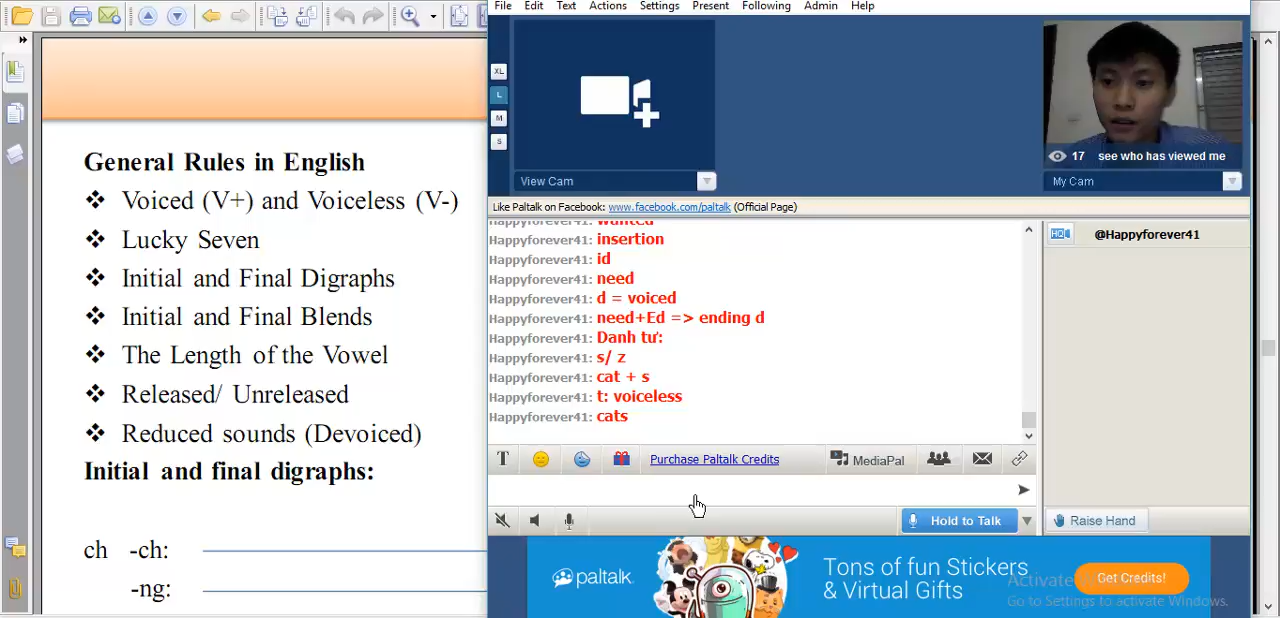 File Edit Text Actions Settings Present Following Admin Help
General Rules in English
❖ Voiced (V+) and Voiceless (V-)
❖ Lucky Seven
❖ Initial and Final Digraphs
❖ Initial and Final Blends
❖ The Length of the Vowel
❖ Released/ Unreleased
❖ Reduced sounds (Devoiced)
Initial and final digraphs:
ch -ch:
-ng:
XL
L
M
S
View Cam
17 see who has viewed me
My Cam
Like Paltalk on Facebook: www.facebook.com/paltalk (Official Page)
wantEd
Happyforever41: insertion
Happyforever41: id
Happyforever41: need
Happyforever41: d = voiced
Happyforever41: need+Ed => ending d
Happyforever41: Danh tư:
Happyforever41: s/ z
Happyforever41: cat + s
Happyforever41: t: voiceless
Happyforever41: cats
HQ @Happyforever41
T Purchase Paltalk Credits MediaPal
Hold to Talk
Raise Hand
paltalk
Tons of fun Stickers
& Virtual Gifts
Get Credits!
Activate Windows
Go to Settings to activate Windows.